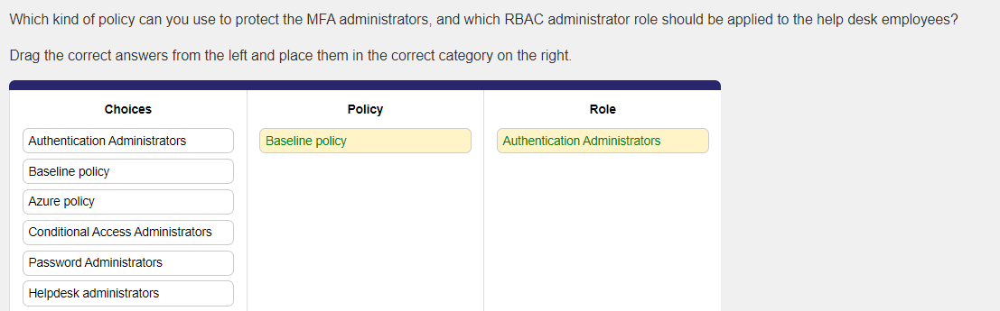 Which kind of policy can you use to protect the MFA administrators, and which RBAC administrator role should be applied to the help desk employees?
Drag the correct answers from the left and place them in the correct category on the right.
Choices
Policy
Role
Authentication Administrators
Baseline policy
Authentication Administrators
Baseline policy
Azure policy
Conditional Access Administrators
Password Administrators
Helpdesk administrators